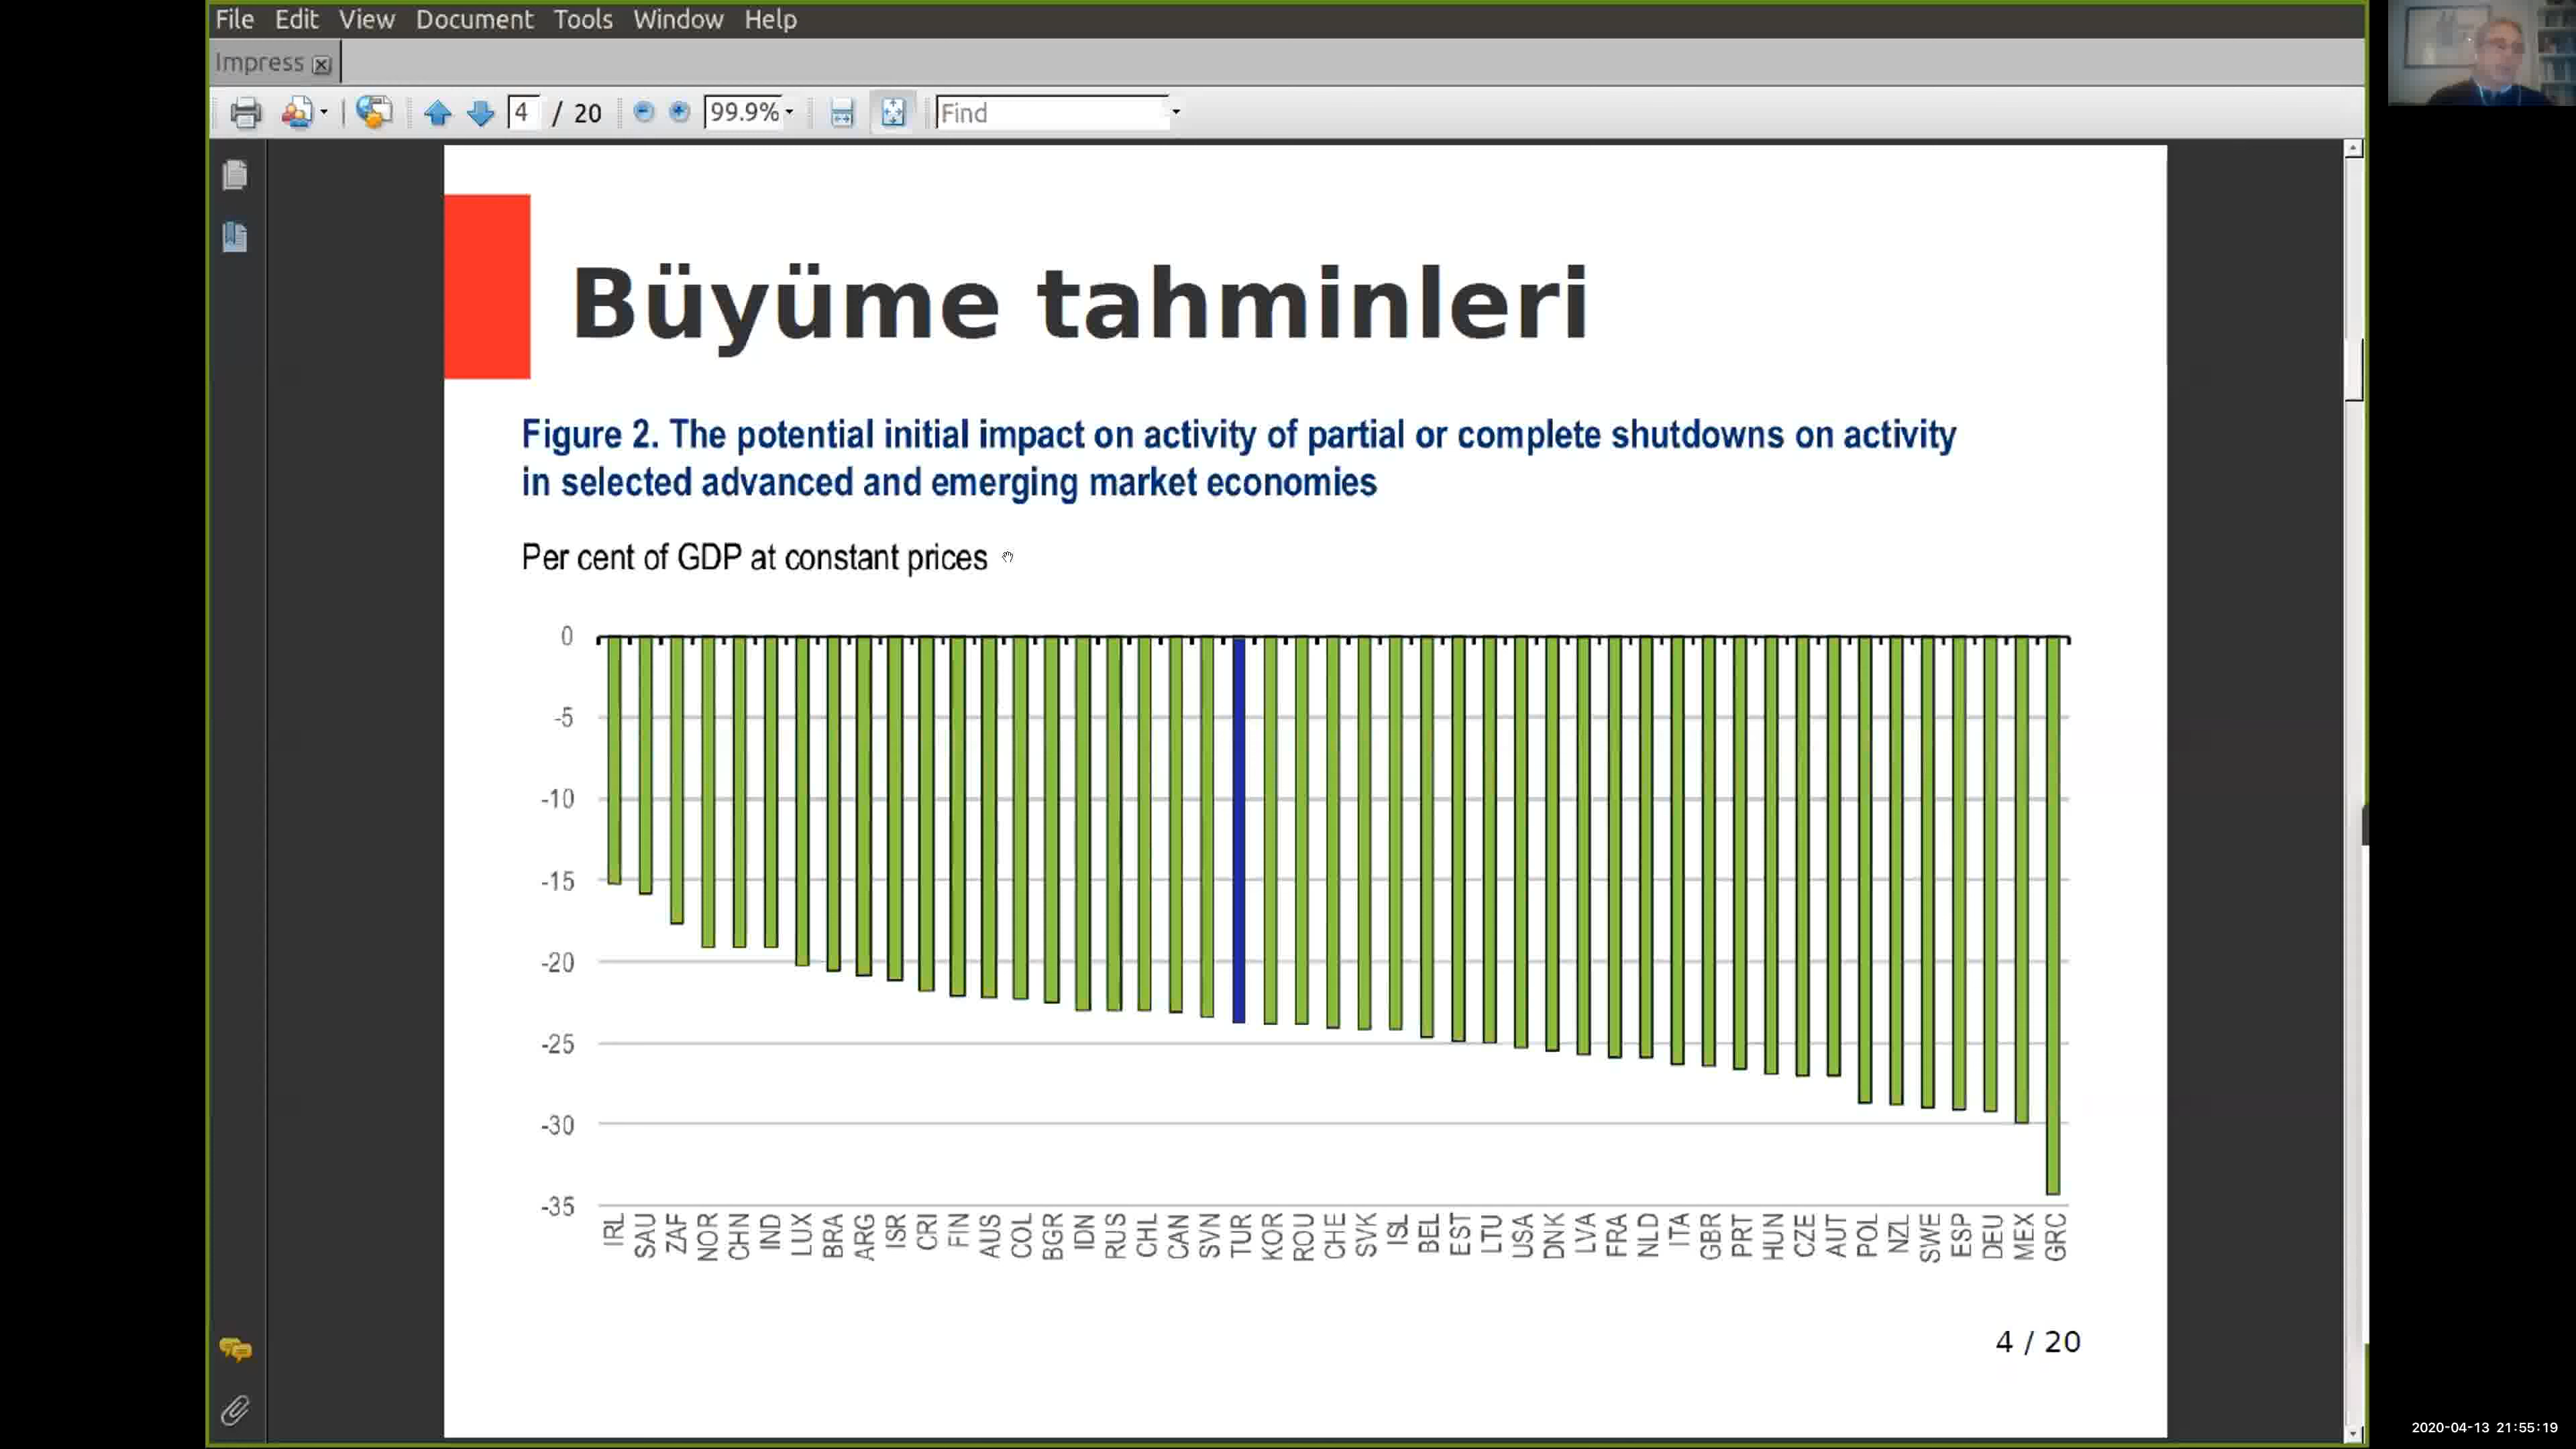 File Edit View Document Tools Window Help
Impress
4 / 20 99.9% Find
Büyüme tahminleri
Figure 2. The potential initial impact on activity of partial or complete shutdowns on activity
in selected advanced and emerging market economies
Per cent of GDP at constant prices
0
-5
-10
-15
-20
-25
-30
-35
IRL SAU ZAF NOR CHN IND LUX BRA ARG ISR CRI FIN AUS COL BGR IDN RUS CHL CAN SVN TUR KOR ROU CHE SVK ISL BEL EST LTU USA DNK LVA FRA NLD ITA GBR PRT HUN CZE AUT POL NZL SWE ESP DEU MEX GRC
4 / 20
2020-04-13 21:55:19